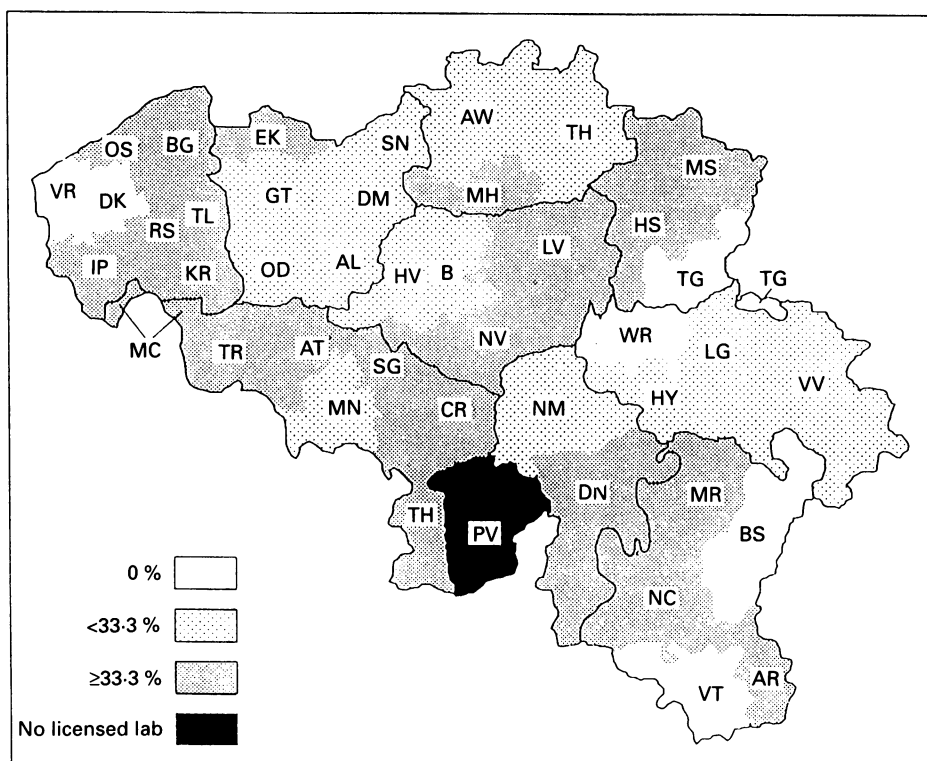 AW
TH
SN
EK
OS
BG
MS
VR
DK
GT
DM
MH
TL
RS
HS
LV
IP
KR
OD
AL
HV
B
TG
TG
MC
TR
AT
SG
NV
WR
LG
HY
VV
MN
CR
NM
TH
PV
DN
MR
BS
NC
VT
AR
0 %
<33·3 %
≥33·3 %
No licensed lab